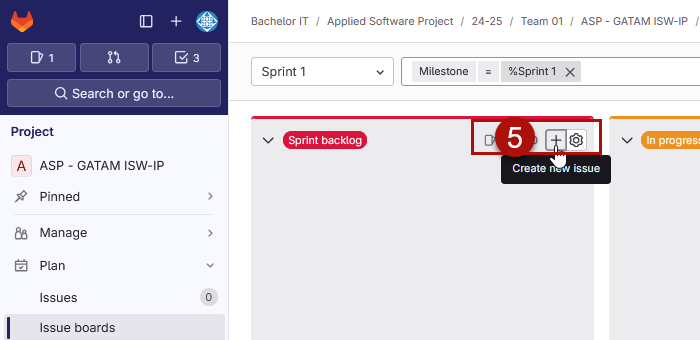 Bachelor IT / Applied Software Project / 24-25 / Team 01 / ASP - GATAM ISW-IP /
1
3
Search or go to...
Sprint 1
Milestone = %Sprint 1
Project
A ASP - GATAM ISW-IP
Pinned
Manage
Plan
Issues 0
Issue boards
Sprint backlog
5
Create new issue
In progress